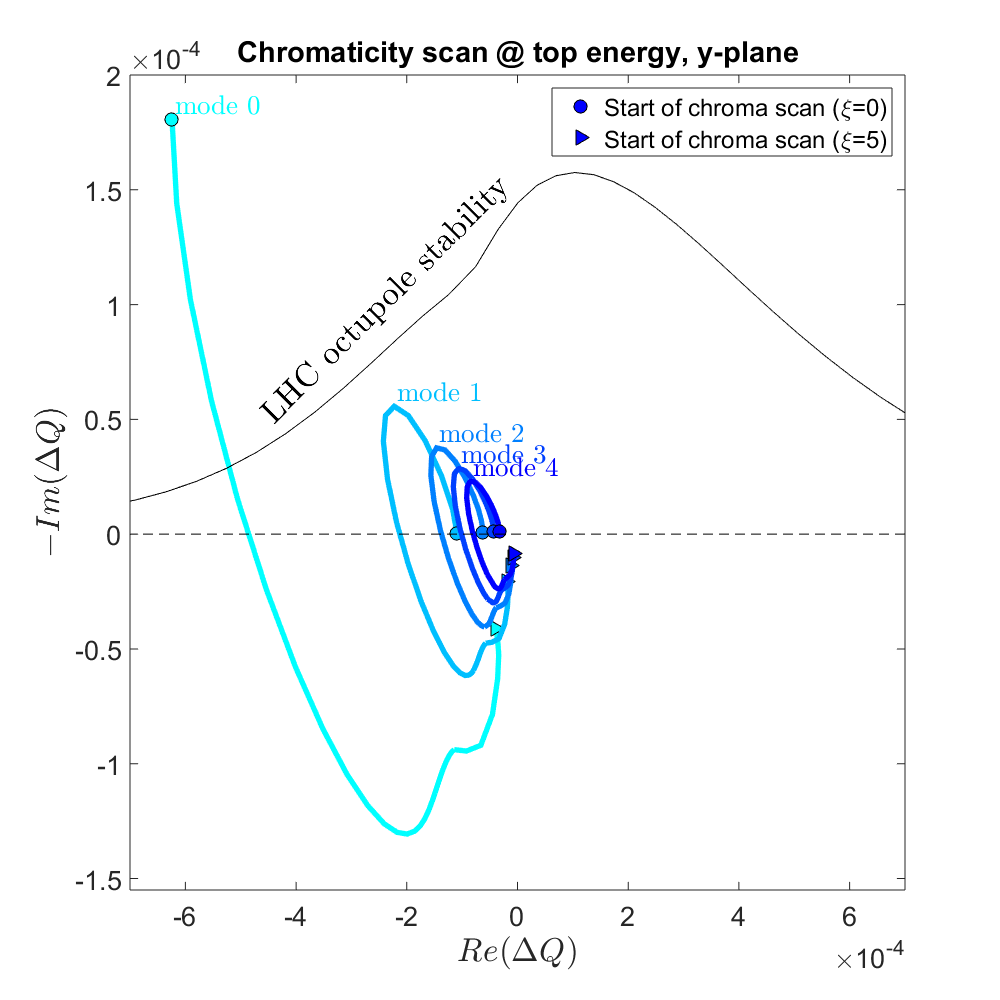 Chromaticity scan @ top energy, y-plane
×10⁻⁴
mode 0
Start of chroma scan (ξ=0)
Start of chroma scan (ξ=5)
LHC octupole stability
mode 1
mode 2
mode 3
mode 4
2
1.5
1
0.5
0
-0.5
-1
-1.5
−Im(ΔQ)
-6
-4
-2
0
2
4
6
Re(ΔQ)
×10⁻⁴